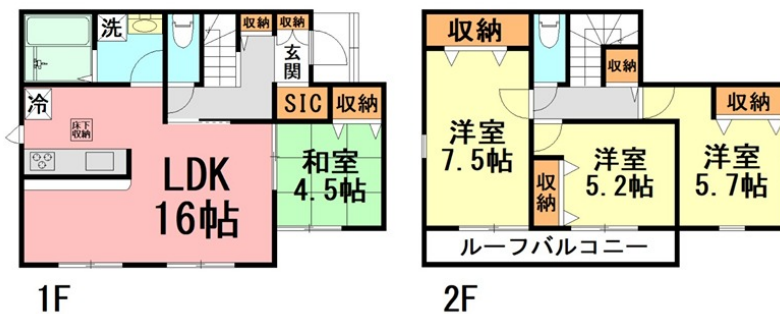 洗
収納
収納
玄関
冷
床下
収納
SIC
収納
LDK
16帖
和室
4.5帖
1F
収納
収納
収納
洋室
7.5帖
収納
洋室
5.2帖
洋室
5.7帖
ルーフバルコニー
2F